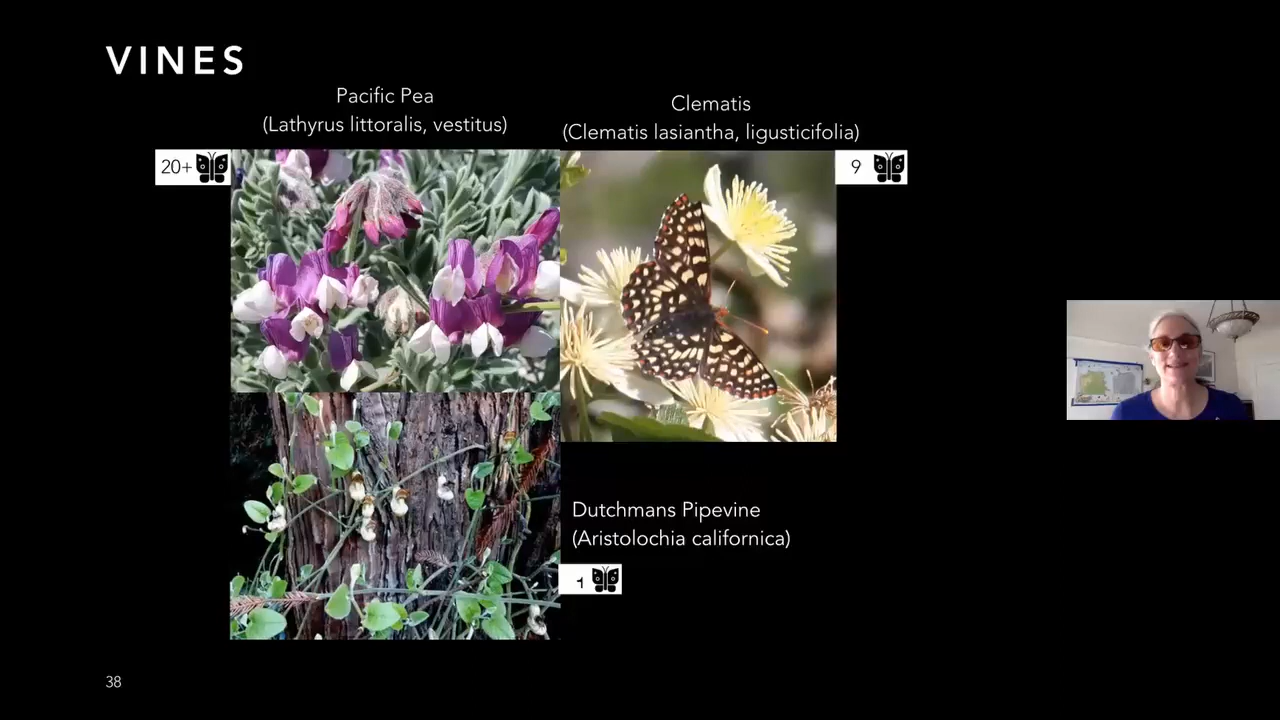 VINES
Pacific Pea
(Lathyrus littoralis, vestitus)
Clematis
(Clematis lasiantha, ligusticifolia)
20+
9
Dutchmans Pipevine
(Aristolochia californica)
1
38